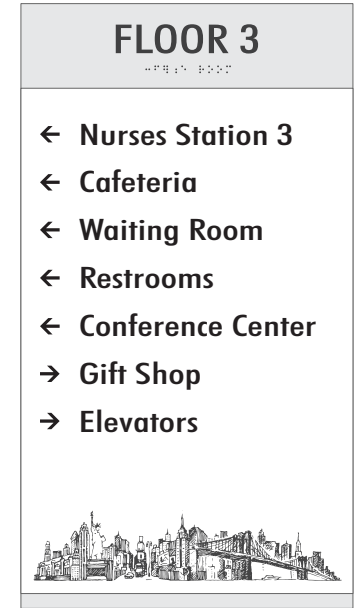 FLOOR 3
← Nurses Station 3
← Cafeteria
← Waiting Room
← Restrooms
← Conference Center
→ Gift Shop
→ Elevators